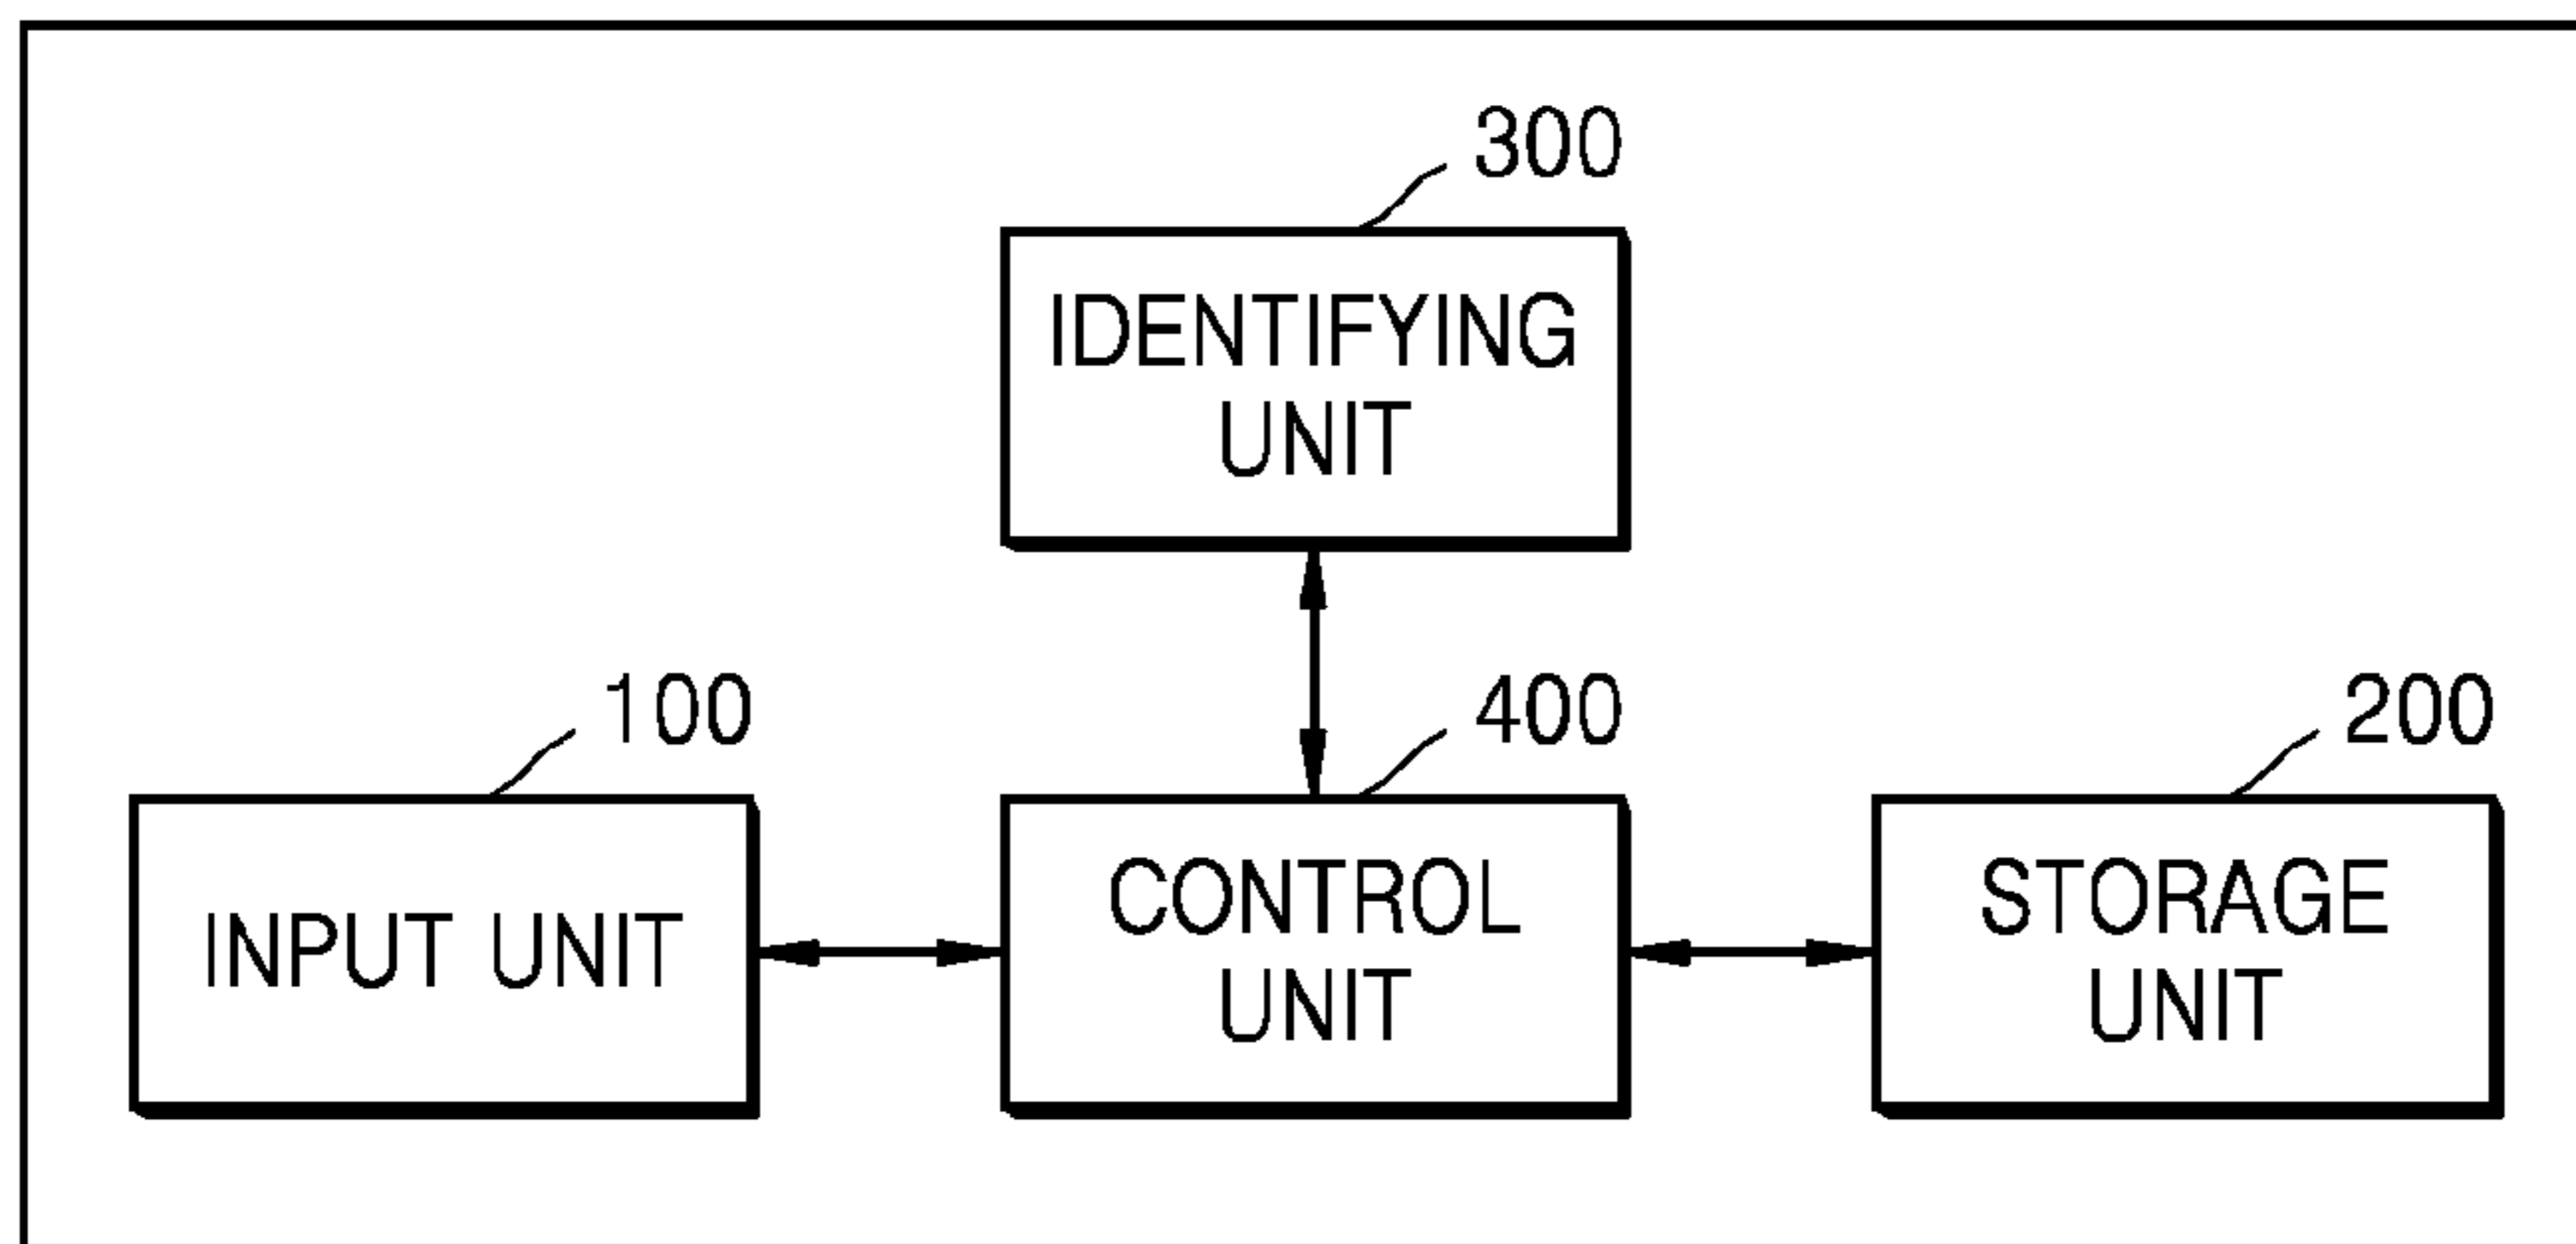 300
IDENTIFYING
UNIT
100
400
200
INPUT UNIT
CONTROL
UNIT
STORAGE
UNIT